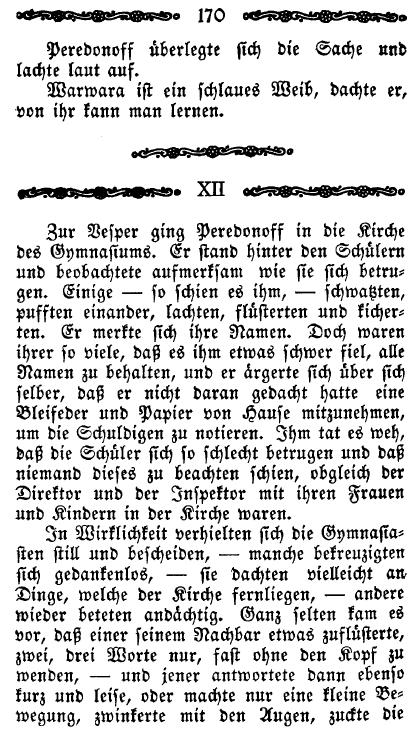 170
Peredonoff überlegte sich die Sache und
lachte laut auf.
Warwara ist ein schlaues Weib, dachte er,
von ihr kann man lernen.
XII
Zur Vesper ging Peredonoff in die Kirche
des Gymnasiums. Er stand hinter den Schülern
und beobachtete aufmerksam wie sie sich betru-
gen. Einige — so schien es ihm, — schwatzten,
pufften einander, lachten, flüsterten und kicher-
ten. Er merkte sich ihre Namen. Doch waren
ihrer so viele, daß es ihm etwas schwer fiel, alle
Namen zu behalten, und er ärgerte sich über sich
selber, daß er nicht daran gedacht hatte eine
Bleifeder und Papier von Hause mitzunehmen,
um die Schuldigen zu notieren. Ihm tat es weh,
daß die Schüler sich so schlecht betrugen und daß
niemand dieses zu beachten schien, obgleich der
Direktor und der Inspektor mit ihren Frauen
und Kindern in der Kirche waren.
In Wirklichkeit verhielten sich die Gymnasia-
sten still und bescheiden, — manche bekreuzigten
sich gedankenlos, — sie dachten vielleicht an
Dinge, welche der Kirche fernliegen, — andere
wieder beteten andächtig. Ganz selten kam es
vor, daß einer seinem Nachbar etwas zuflüsterte,
zwei, drei Worte nur, fast ohne den Kopf zu
wenden, — und jener antwortete dann ebenso
kurz und leise, oder machte nur eine kleine Be-
wegung, zwinkerte mit den Augen, zuckte die